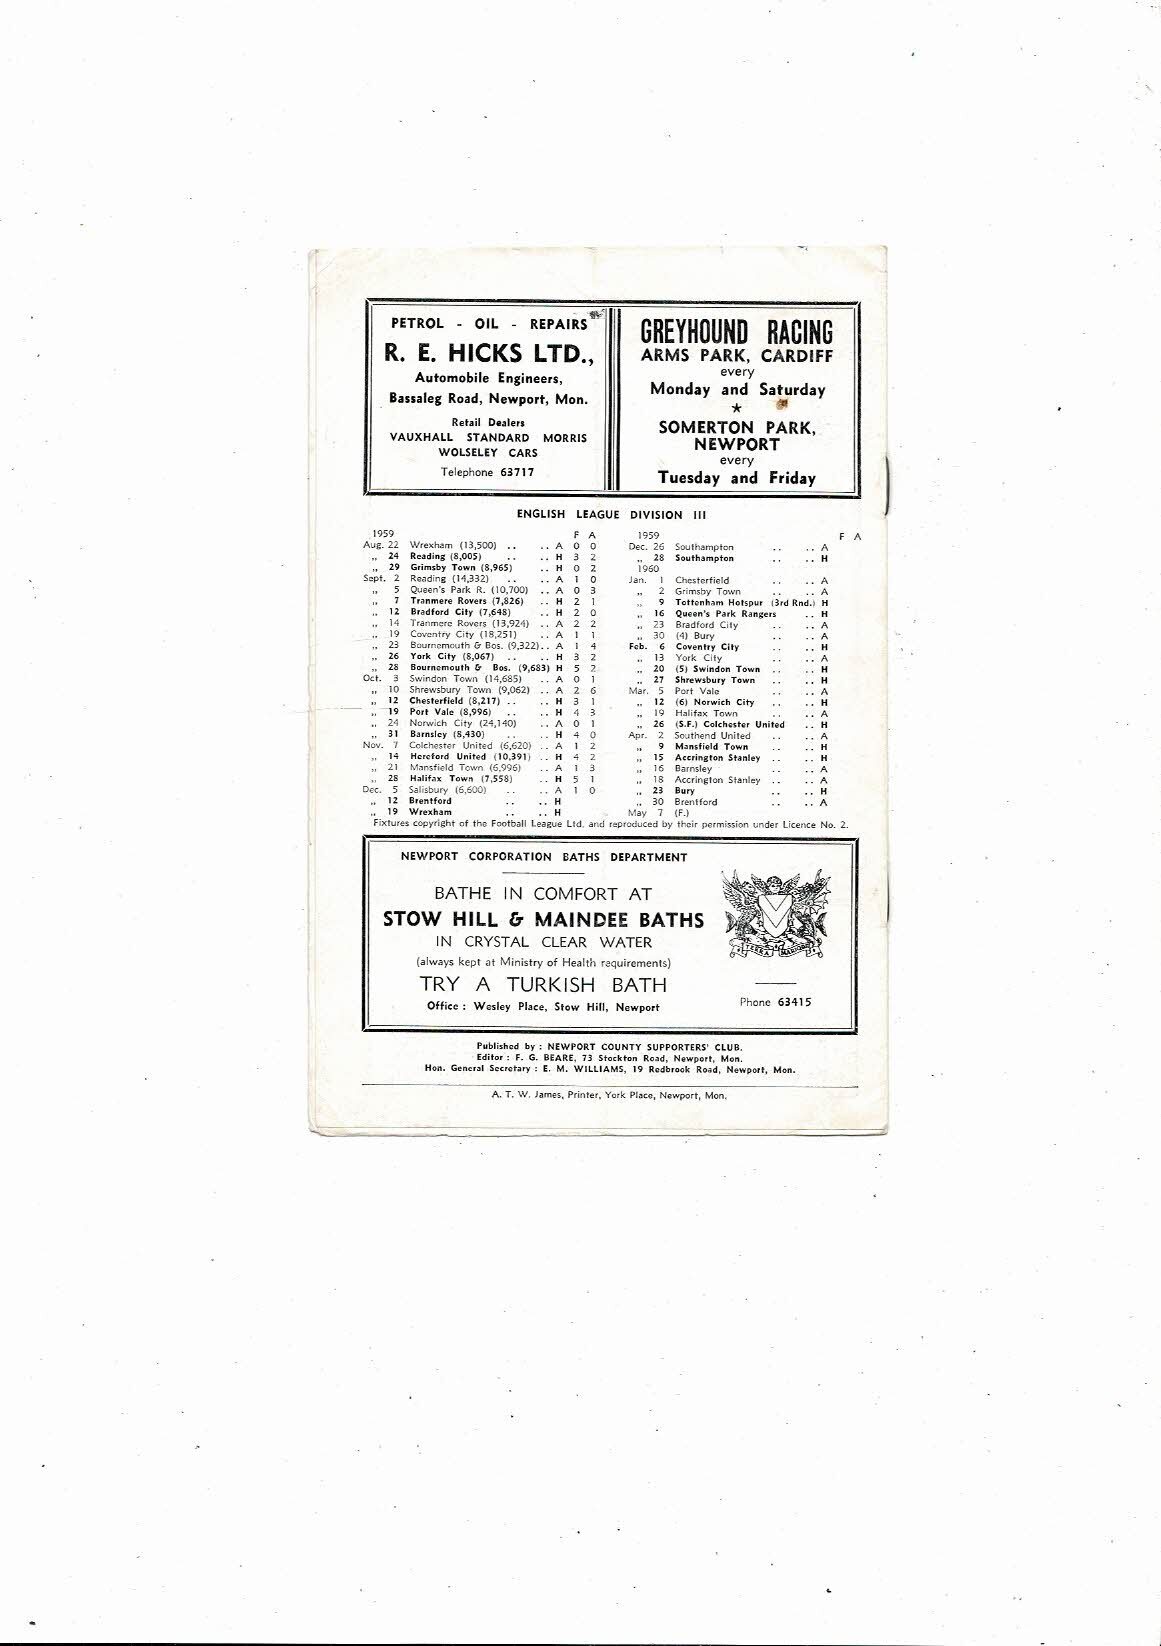 PETROL - OIL - REPAIRS
R. E. HICKS LTD.,
Automobile Engineers,
Bassaleg Road, Newport, Mon.
Retail Dealers
VAUXHALL STANDARD MORRIS
WOLSELEY CARS
Telephone 63717
GREYHOUND RACING
ARMS PARK, CARDIFF
every
Monday and Saturday
★
SOMERTON PARK,
NEWPORT
every
Tuesday and Friday
ENGLISH LEAGUE DIVISION III
1959 F A
Aug. 22 Wrexham (13,500) .. .. A 0 0
,, 24 Reading (8,005) .. .. H 3 2
,, 29 Grimsby Town (8,965) .. H 0 2
Sept. 2 Reading (14,332) .. .. A 1 0
,, 5 Queen's Park R. (10,700) .. A 0 3
,, 7 Tranmere Rovers (7,826) .. H 2 1
,, 12 Bradford City (7,648) .. H 2 0
,, 14 Tranmere Rovers (13,924) .. A 2 2
,, 19 Coventry City (18,251) .. A 1 1
,, 23 Bournemouth & Bos. (9,322).. A 1 4
,, 26 York City (8,067) .. .. H 3 2
,, 28 Bournemouth & Bos. (9,683) H 5 2
Oct. 3 Swindon Town (14,685) .. A 0 1
,, 10 Shrewsbury Town (9,062) .. A 2 6
,, 12 Chesterfield (8,217) .. .. H 3 1
,, 19 Port Vale (8,996) .. .. H 4 3
,, 24 Norwich City (24,140) .. A 0 1
,, 31 Barnsley (8,430) .. .. H 4 0
Nov. 7 Colchester United (6,620) .. A 1 2
,, 14 Hereford United (10,391) .. H 4 2
,, 21 Mansfield Town (6,996) .. A 1 3
,, 28 Halifax Town (7,558) .. H 5 1
Dec. 5 Salisbury (6,600) .. .. A 1 0
,, 12 Brentford .. .. H
,, 19 Wrexham .. .. H
1959 F A
Dec. 26 Southampton .. .. A
,, 28 Southampton .. .. H
1960
Jan. 1 Chesterfield .. .. A
,, 2 Grimsby Town .. .. A
,, 9 Tottenham Hotspur (3rd Rnd.) H
,, 16 Queen's Park Rangers .. H
,, 23 Bradford City .. .. A
,, 30 (4) Bury .. .. A
Feb. 6 Coventry City .. .. H
,, 13 York City .. .. A
,, 20 (5) Swindon Town .. .. H
,, 27 Shrewsbury Town .. .. H
Mar. 5 Port Vale .. .. A
,, 12 (6) Norwich City .. .. H
,, 19 Halifax Town .. .. A
,, 26 (S.F.) Colchester United .. H
Apr. 2 Southend United .. .. A
,, 9 Mansfield Town .. .. H
,, 15 Accrington Stanley .. .. H
,, 16 Barnsley .. .. A
,, 18 Accrington Stanley .. .. A
,, 23 Bury .. .. H
,, 30 Brentford .. .. A
May 7 (F.)
Fixtures copyright of the Football League Ltd. and reproduced by their permission under Licence No. 2.
NEWPORT CORPORATION BATHS DEPARTMENT
BATHE IN COMFORT AT
STOW HILL & MAINDEE BATHS
IN CRYSTAL CLEAR WATER
(always kept at Ministry of Health requirements)
TRY A TURKISH BATH
Office : Wesley Place, Stow Hill, Newport
Phone 63415
Published by : NEWPORT COUNTY SUPPORTERS' CLUB.
Editor : F. G. BEARE, 73 Stockton Road, Newport, Mon.
Hon. General Secretary : E. M. WILLIAMS, 19 Redbrook Road, Newport, Mon.
A. T. W. James, Printer, York Place, Newport, Mon.